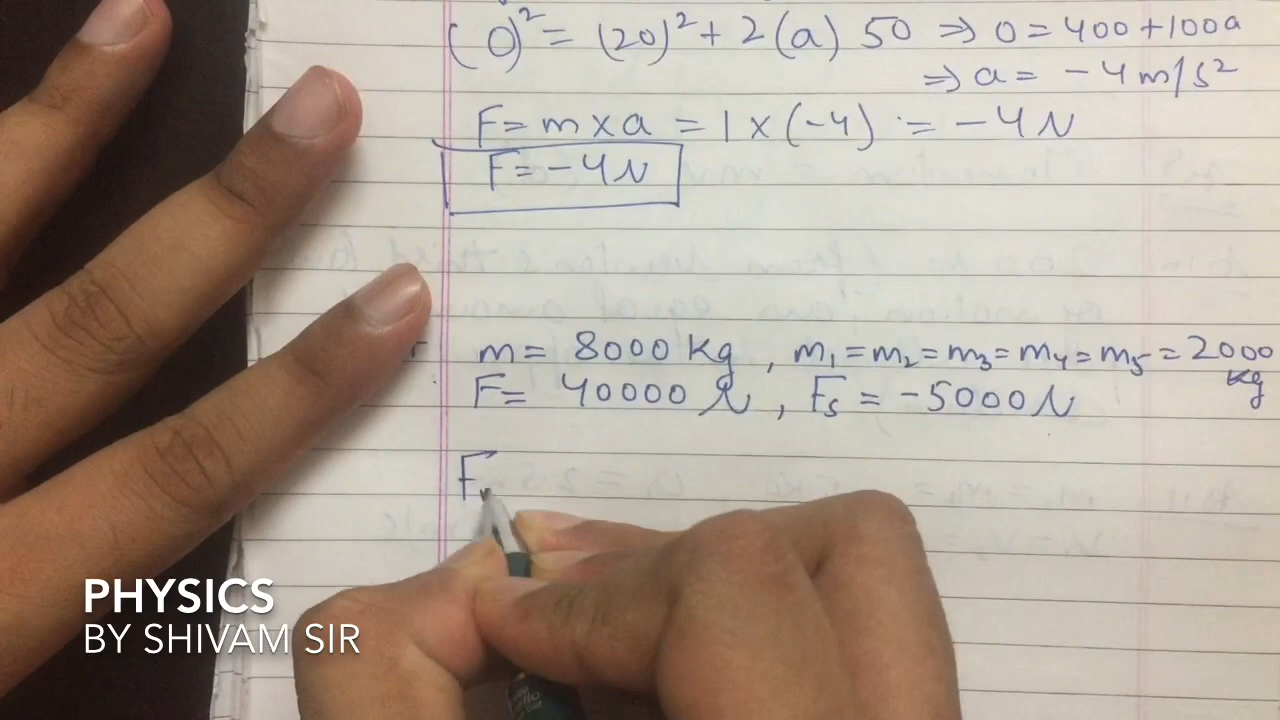 (0)² = (20)² + 2(a) 50 ⇒ 0 = 400 + 100a
⇒ a = -4 m/s²
F = m x a = 1 x (-4) = -4 N
F = -4 N
m = 8000 Kg , m₁ = m₂ = m₃ = m₄ = m₅ = 2000 kg
F = 40000 N , Fₛ = -5000 N
F
PHYSICS
BY SHIVAM SIR